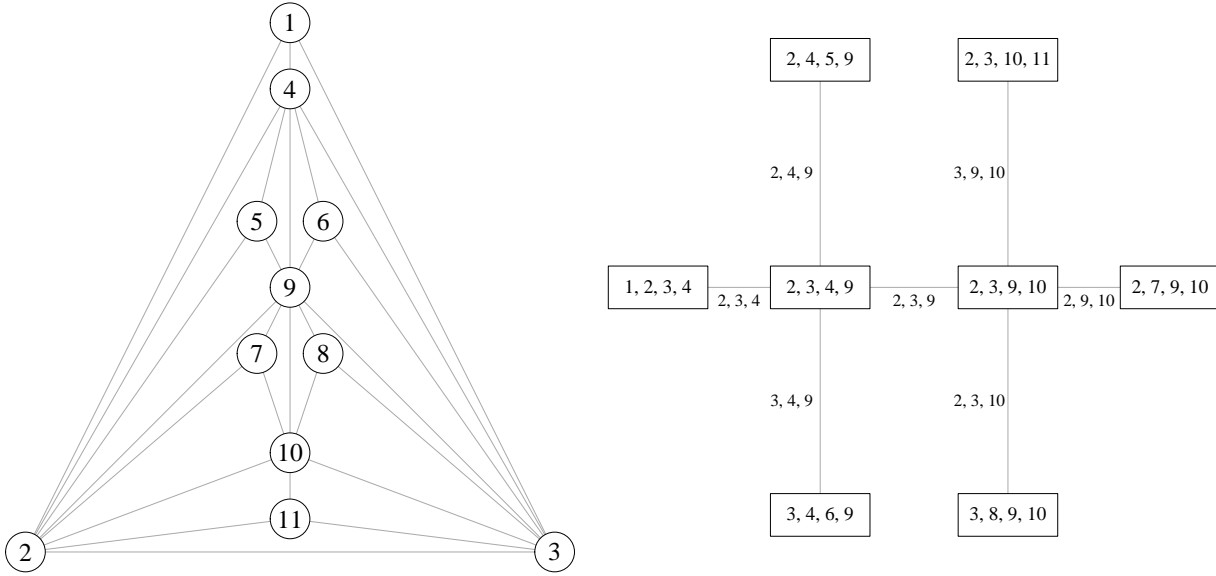 1
4
5
6
9
7
8
10
11
2
3
2, 4, 5, 9
2, 3, 10, 11
2, 4, 9
3, 9, 10
1, 2, 3, 4
2, 3, 4
2, 3, 4, 9
2, 3, 9
2, 3, 9, 10
2, 9, 10
2, 7, 9, 10
3, 4, 9
2, 3, 10
3, 4, 6, 9
3, 8, 9, 10